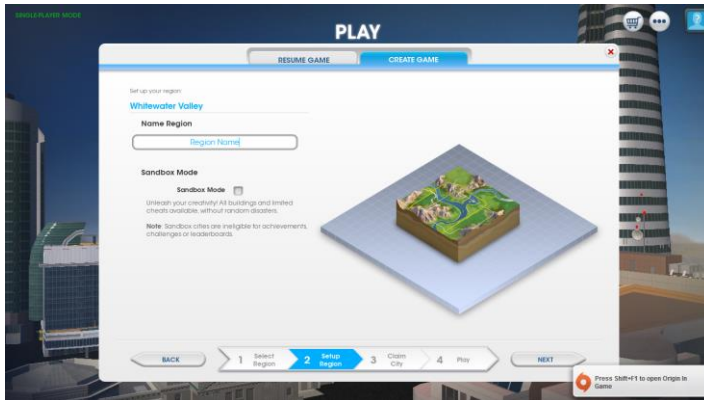 SINGLE PLAYER MODE
PLAY
RESUME GAME
CREATE GAME
Set up your region
Whitewater Valley
Name Region
Region Name
Sandbox Mode
Sandbox Mode
Unleash your creativity! All buildings and limited
cheats available, without random disasters.
Note: Sandbox cities are ineligible for achievements,
challenges or leaderboards.
BACK
1 Select Region
2 Setup Region
3 Claim City
4 Play
NEXT
Press Shift+F1 to open Origin In
Game